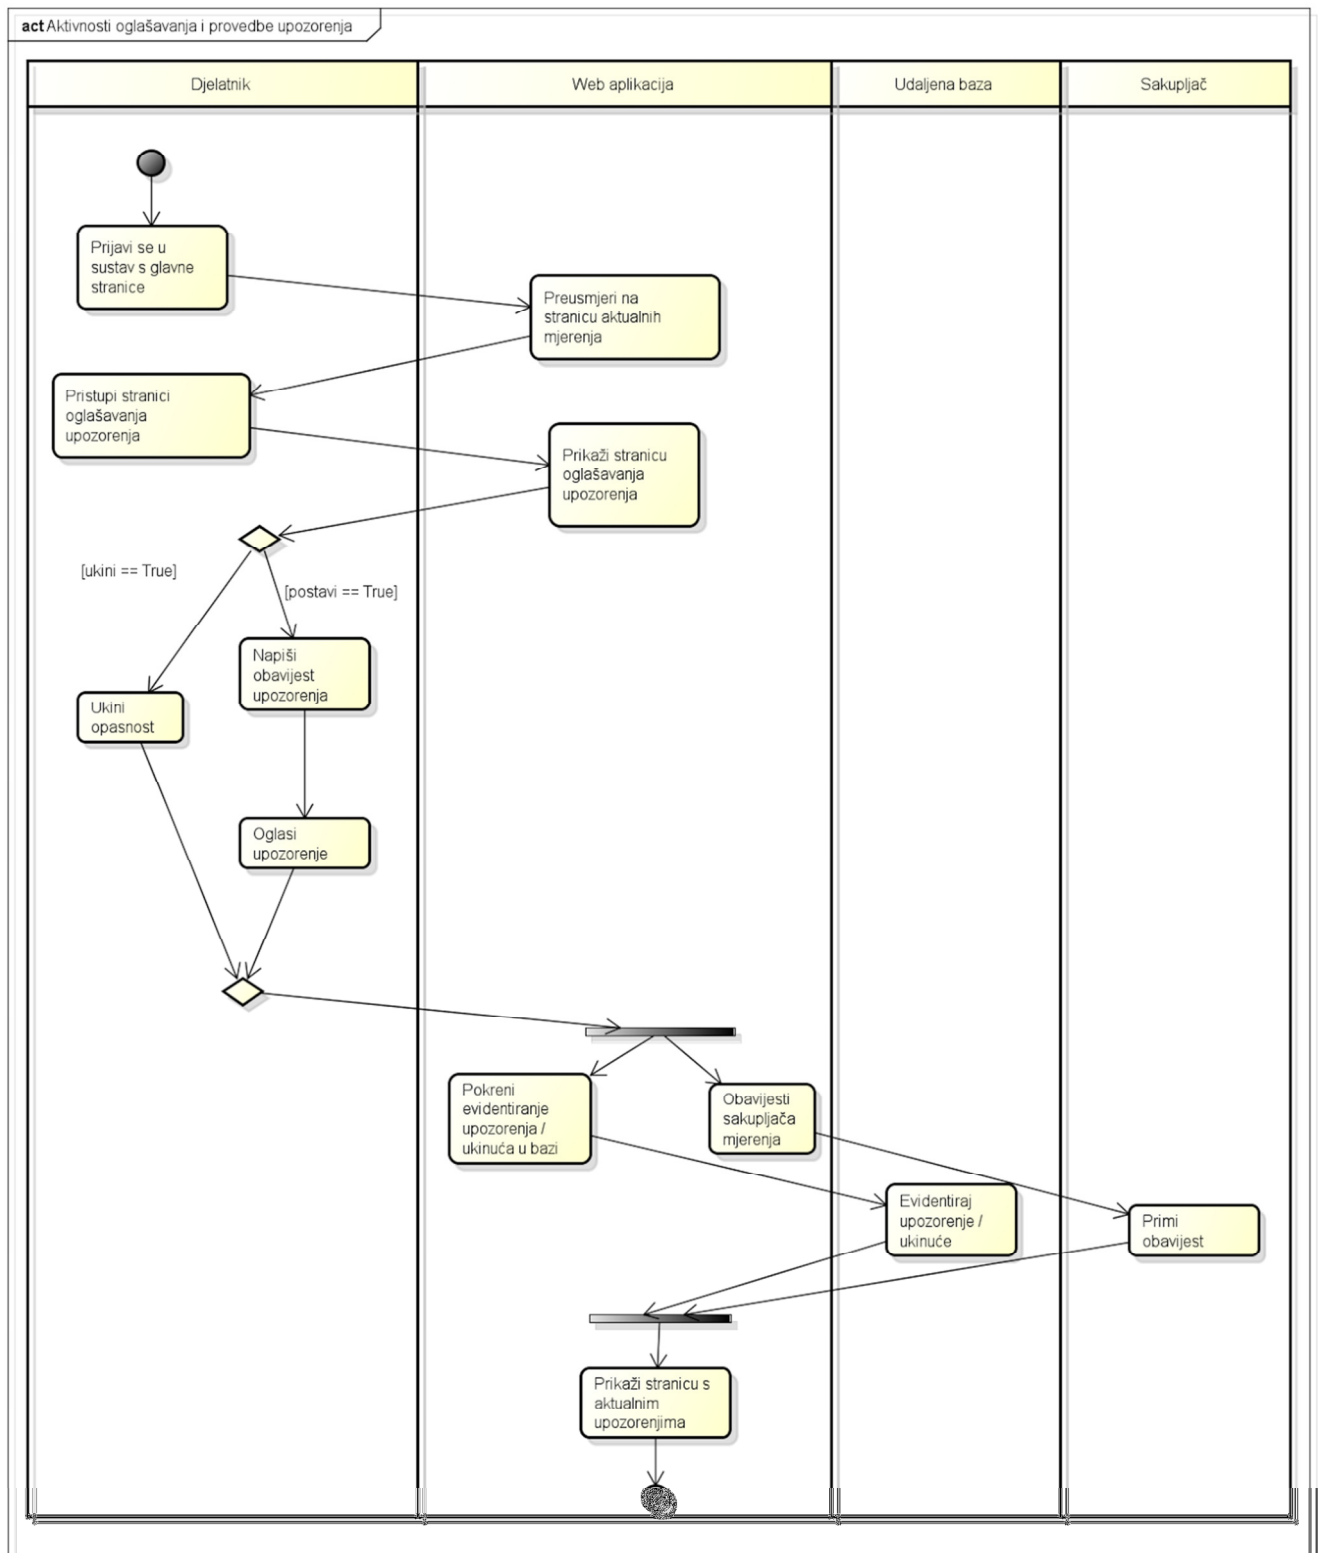 act Aktivnosti oglašavanja i provedbe upozorenja
Djelatnik
Web aplikacija
Udaljena baza
Sakupljač
Prijavi se u
sustav s glavne
stranice
Preusmjeri na
stranicu aktualnih
mjerenja
Pristupi stranici
oglašavanja
upozorenja
Prikaži stranicu
oglašavanja
upozorenja
[ukini == True]
[postavi == True]
Napiši
obavijest
upozorenja
Ukini
opasnost
Oglasi
upozorenje
Pokreni
evidentiranje
upozorenja /
ukinuća u bazi
Obavijesti
sakupljača
mjerenja
Evidentiraj
upozorenje /
ukinuće
Primi
obavijest
Prikaži stranicu s
aktualnim
upozorenjima